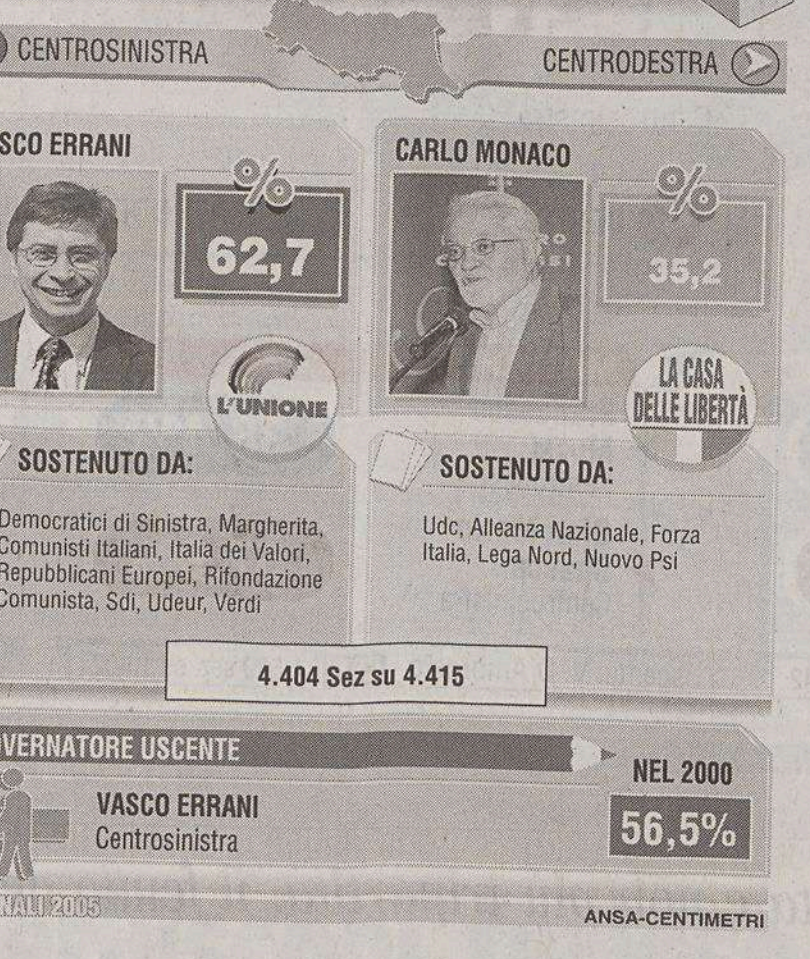 CENTROSINISTRA
CENTRODESTRA
SCO ERRANI
%
62,7
L'UNIONE
SOSTENUTO DA:
Democratici di Sinistra, Margherita,
Comunisti Italiani, Italia dei Valori,
Repubblicani Europei, Rifondazione
Comunista, Sdi, Udeur, Verdi
CARLO MONACO
%
35,2
LA CASA
DELLE LIBERTÀ
SOSTENUTO DA:
Udc, Alleanza Nazionale, Forza
Italia, Lega Nord, Nuovo Psi
4.404 Sez su 4.415
VERNATORE USCENTE
VASCO ERRANI
Centrosinistra
NEL 2000
56,5%
NALI 2005
ANSA-CENTIMETRI